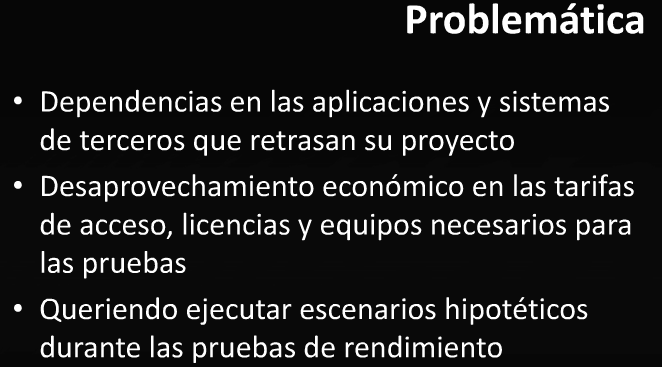 Problemática
• Dependencias en las aplicaciones y sistemas
de terceros que retrasan su proyecto
• Desaprovechamiento económico en las tarifas
de acceso, licencias y equipos necesarios para
las pruebas
• Queriendo ejecutar escenarios hipotéticos
durante las pruebas de rendimiento